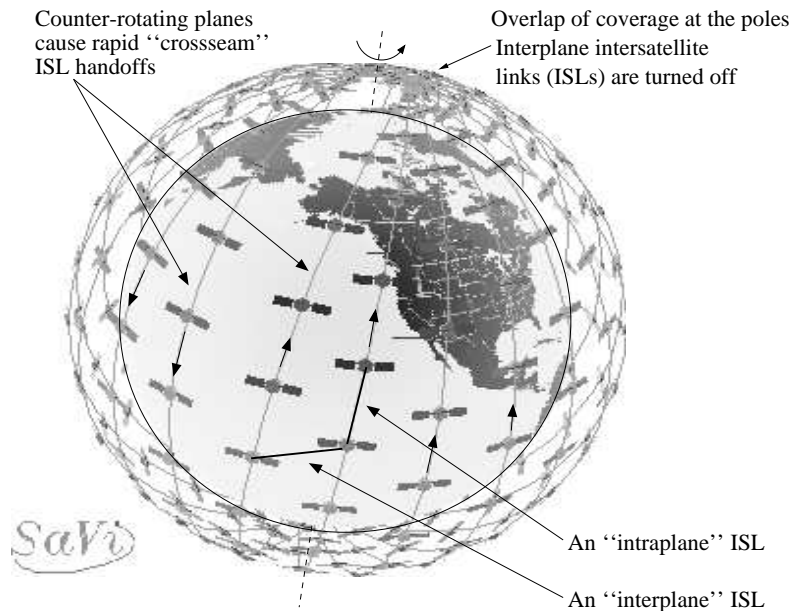 Counter-rotating planes
cause rapid ‘‘crossseam’’
ISL handoffs
Overlap of coverage at the poles
Interplane intersatellite
links (ISLs) are turned off
An ‘‘intraplane’’ ISL
An ‘‘interplane’’ ISL
SaVi